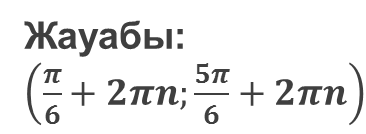 Жауабы:
(π/6 + 2πn; 5π/6 + 2πn)